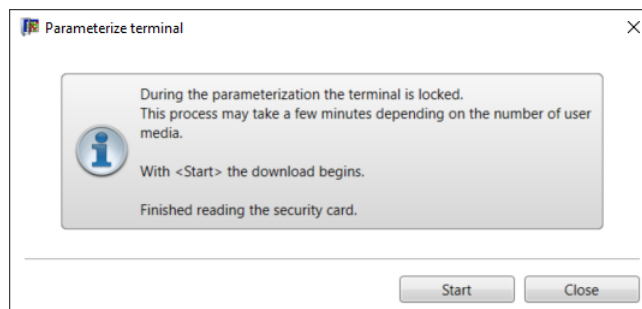 Parameterize terminal
During the parameterization the terminal is locked.
This process may take a few minutes depending on the number of user
media.
With <Start> the download begins.
Finished reading the security card.
Start
Close